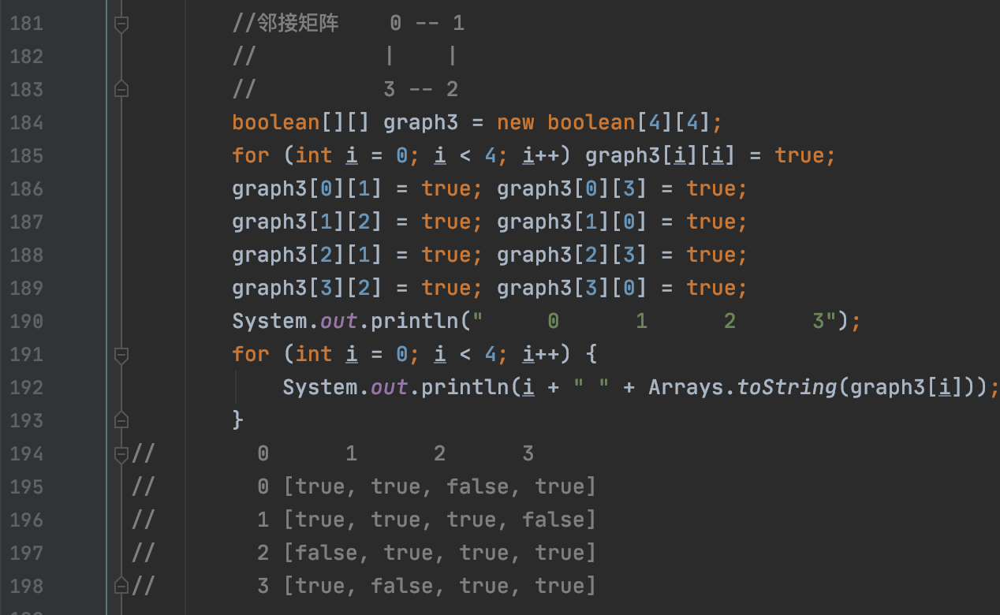 181 //邻接矩阵    0 -- 1
182 //          |    |
183 //          3 -- 2
184 boolean[][] graph3 = new boolean[4][4];
185 for (int i = 0; i < 4; i++) graph3[i][i] = true;
186 graph3[0][1] = true; graph3[0][3] = true;
187 graph3[1][2] = true; graph3[1][0] = true;
188 graph3[2][1] = true; graph3[2][3] = true;
189 graph3[3][2] = true; graph3[3][0] = true;
190 System.out.println("     0      1      2      3");
191 for (int i = 0; i < 4; i++) {
192     System.out.println(i + " " + Arrays.toString(graph3[i]));
193 }
194 //        0      1      2      3
195 //        0 [true, true, false, true]
196 //        1 [true, true, true, false]
197 //        2 [false, true, true, true]
198 //        3 [true, false, true, true]